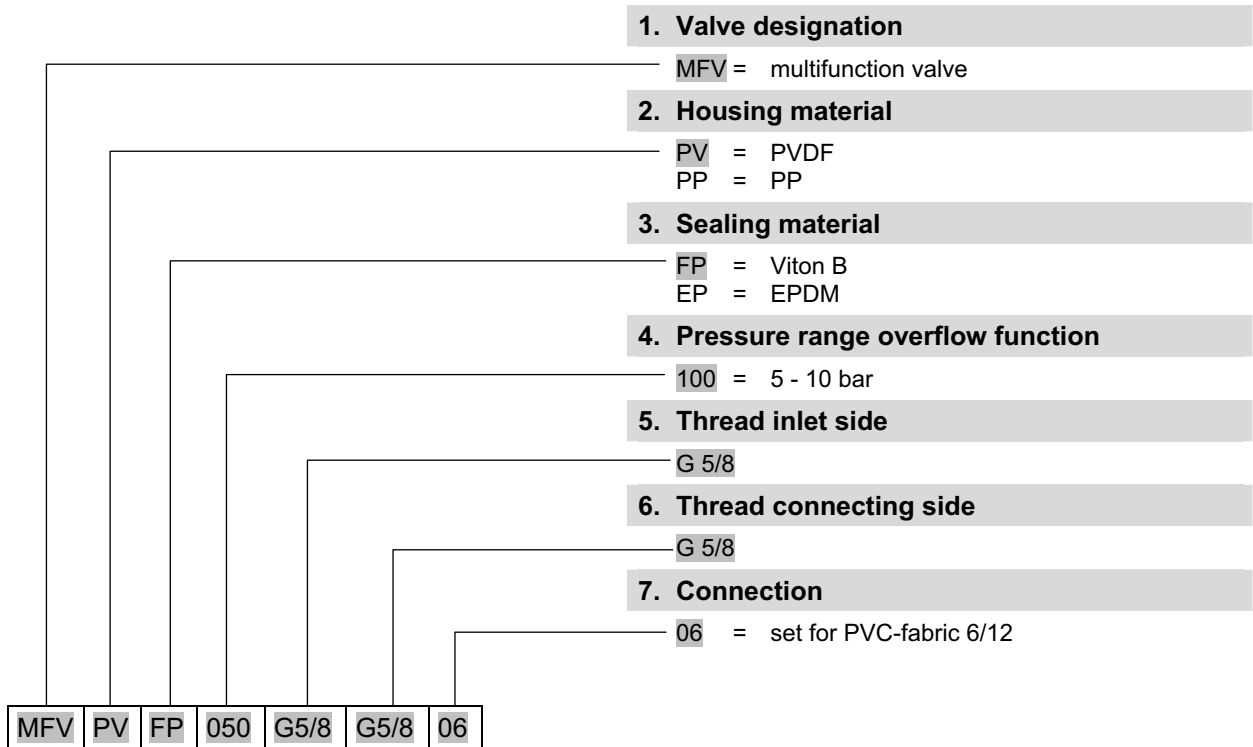 1. Valve designation
MFV = multifunction valve
2. Housing material
PV = PVDF
PP = PP
3. Sealing material
FP = Viton B
EP = EPDM
4. Pressure range overflow function
100 = 5 - 10 bar
5. Thread inlet side
G 5/8
6. Thread connecting side
G 5/8
7. Connection
06 = set for PVC-fabric 6/12
MFV PV FP 050 G5/8 G5/8 06